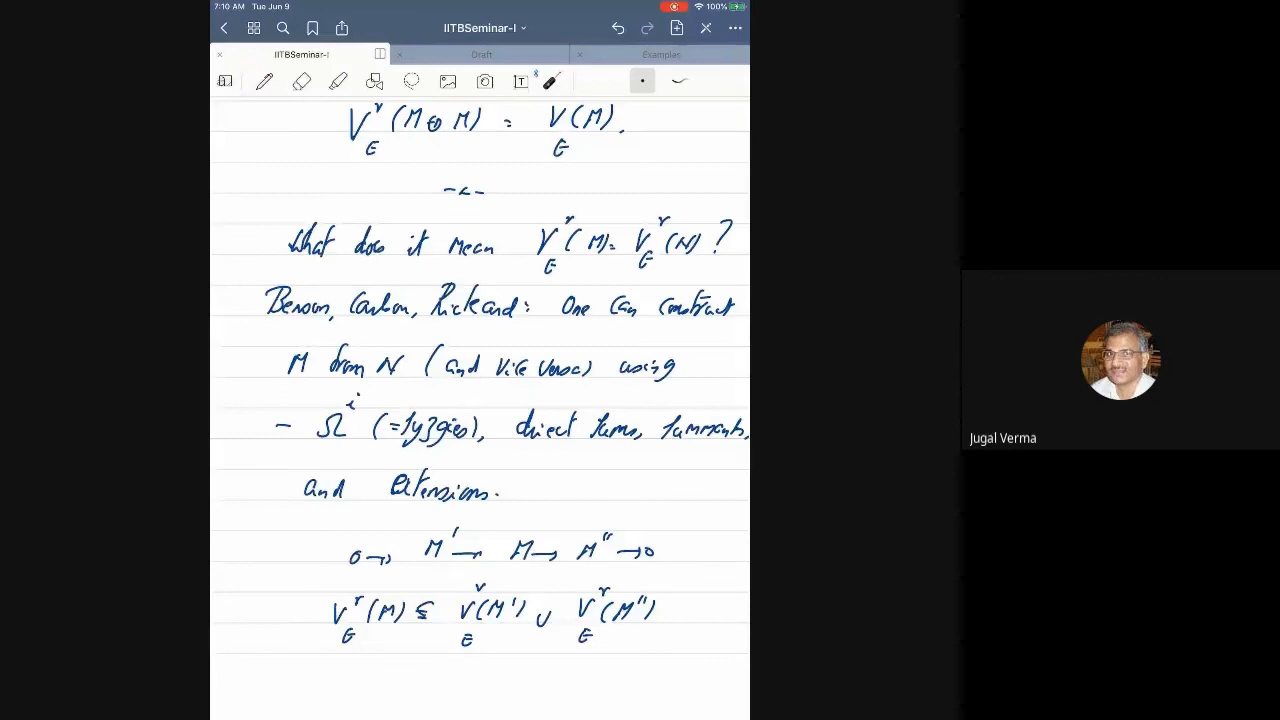 7:10 AM Tue Jun 9
100%
IITBSeminar-I
IITBSeminar-I
Draft
Examples
V^r_E (M ⊕ M) = V_E (M).
What does it mean V^r_E (M) = V^r_E (N) ?
Benson, Carlson, Rickard: One can construct
M from N (and vice versa) using
- Ω^i (= syzygies), direct sums, summands,
and extensions.
0 → M' → M → M'' → 0
V^r_E (M) ⊆ V^r_E (M') ∪ V^r_E (M'')
Jugal Verma